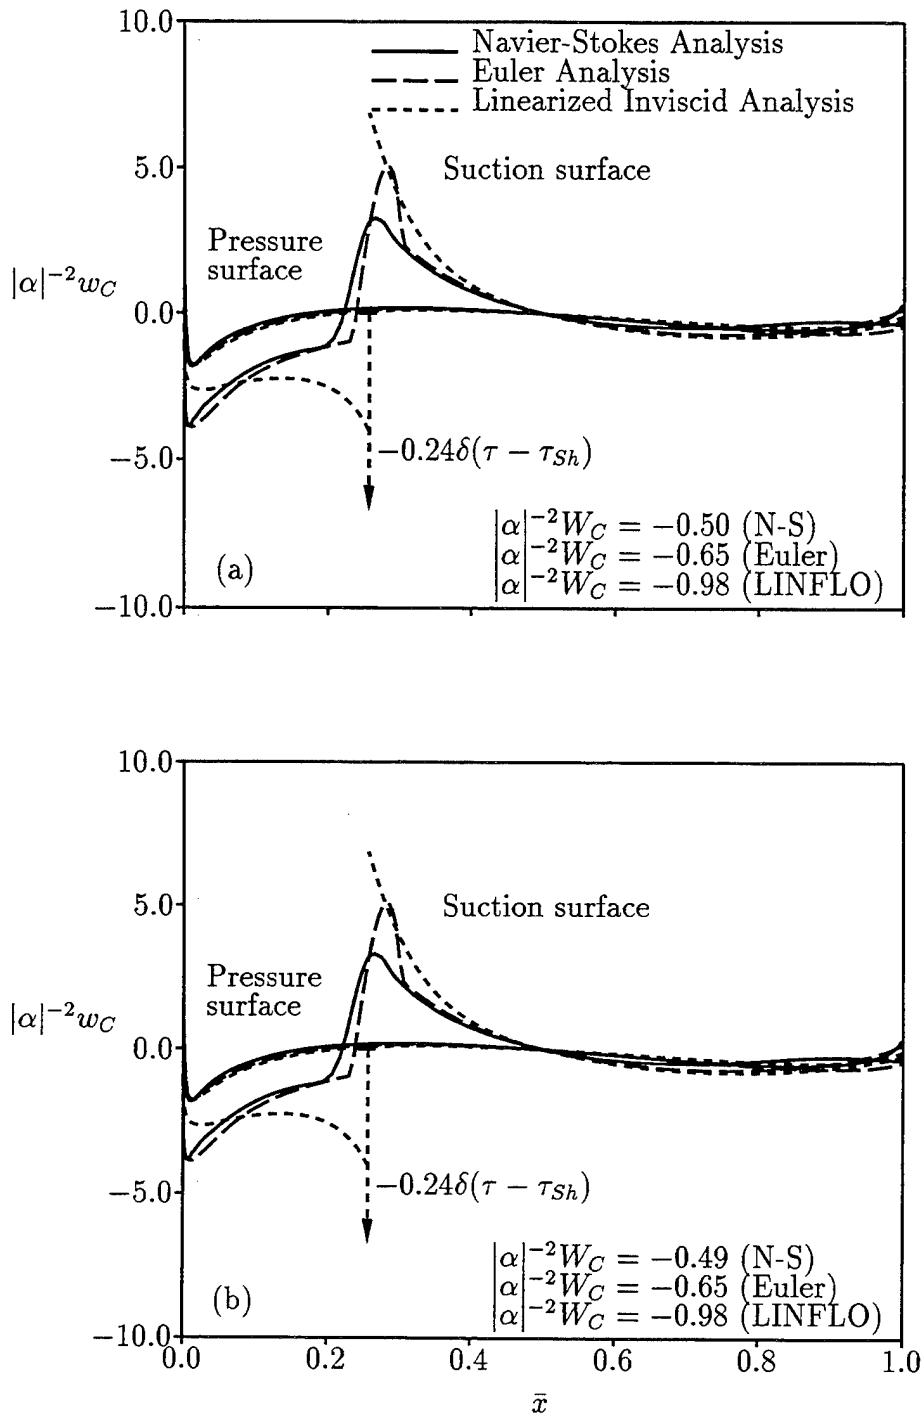 10.0
Navier-Stokes Analysis
Euler Analysis
Linearized Inviscid Analysis
5.0
Suction surface
Pressure
surface
|α|⁻²w_C
0.0
−5.0
−0.24δ(τ − τ_Sh)
|α|⁻²W_C = −0.50 (N-S)
|α|⁻²W_C = −0.65 (Euler)
|α|⁻²W_C = −0.98 (LINFLO)
(a)
−10.0
10.0
5.0
Suction surface
Pressure
surface
|α|⁻²w_C
0.0
−5.0
−0.24δ(τ − τ_Sh)
|α|⁻²W_C = −0.49 (N-S)
|α|⁻²W_C = −0.65 (Euler)
|α|⁻²W_C = −0.98 (LINFLO)
(b)
−10.0
0.0 0.2 0.4 0.6 0.8 1.0
x̄